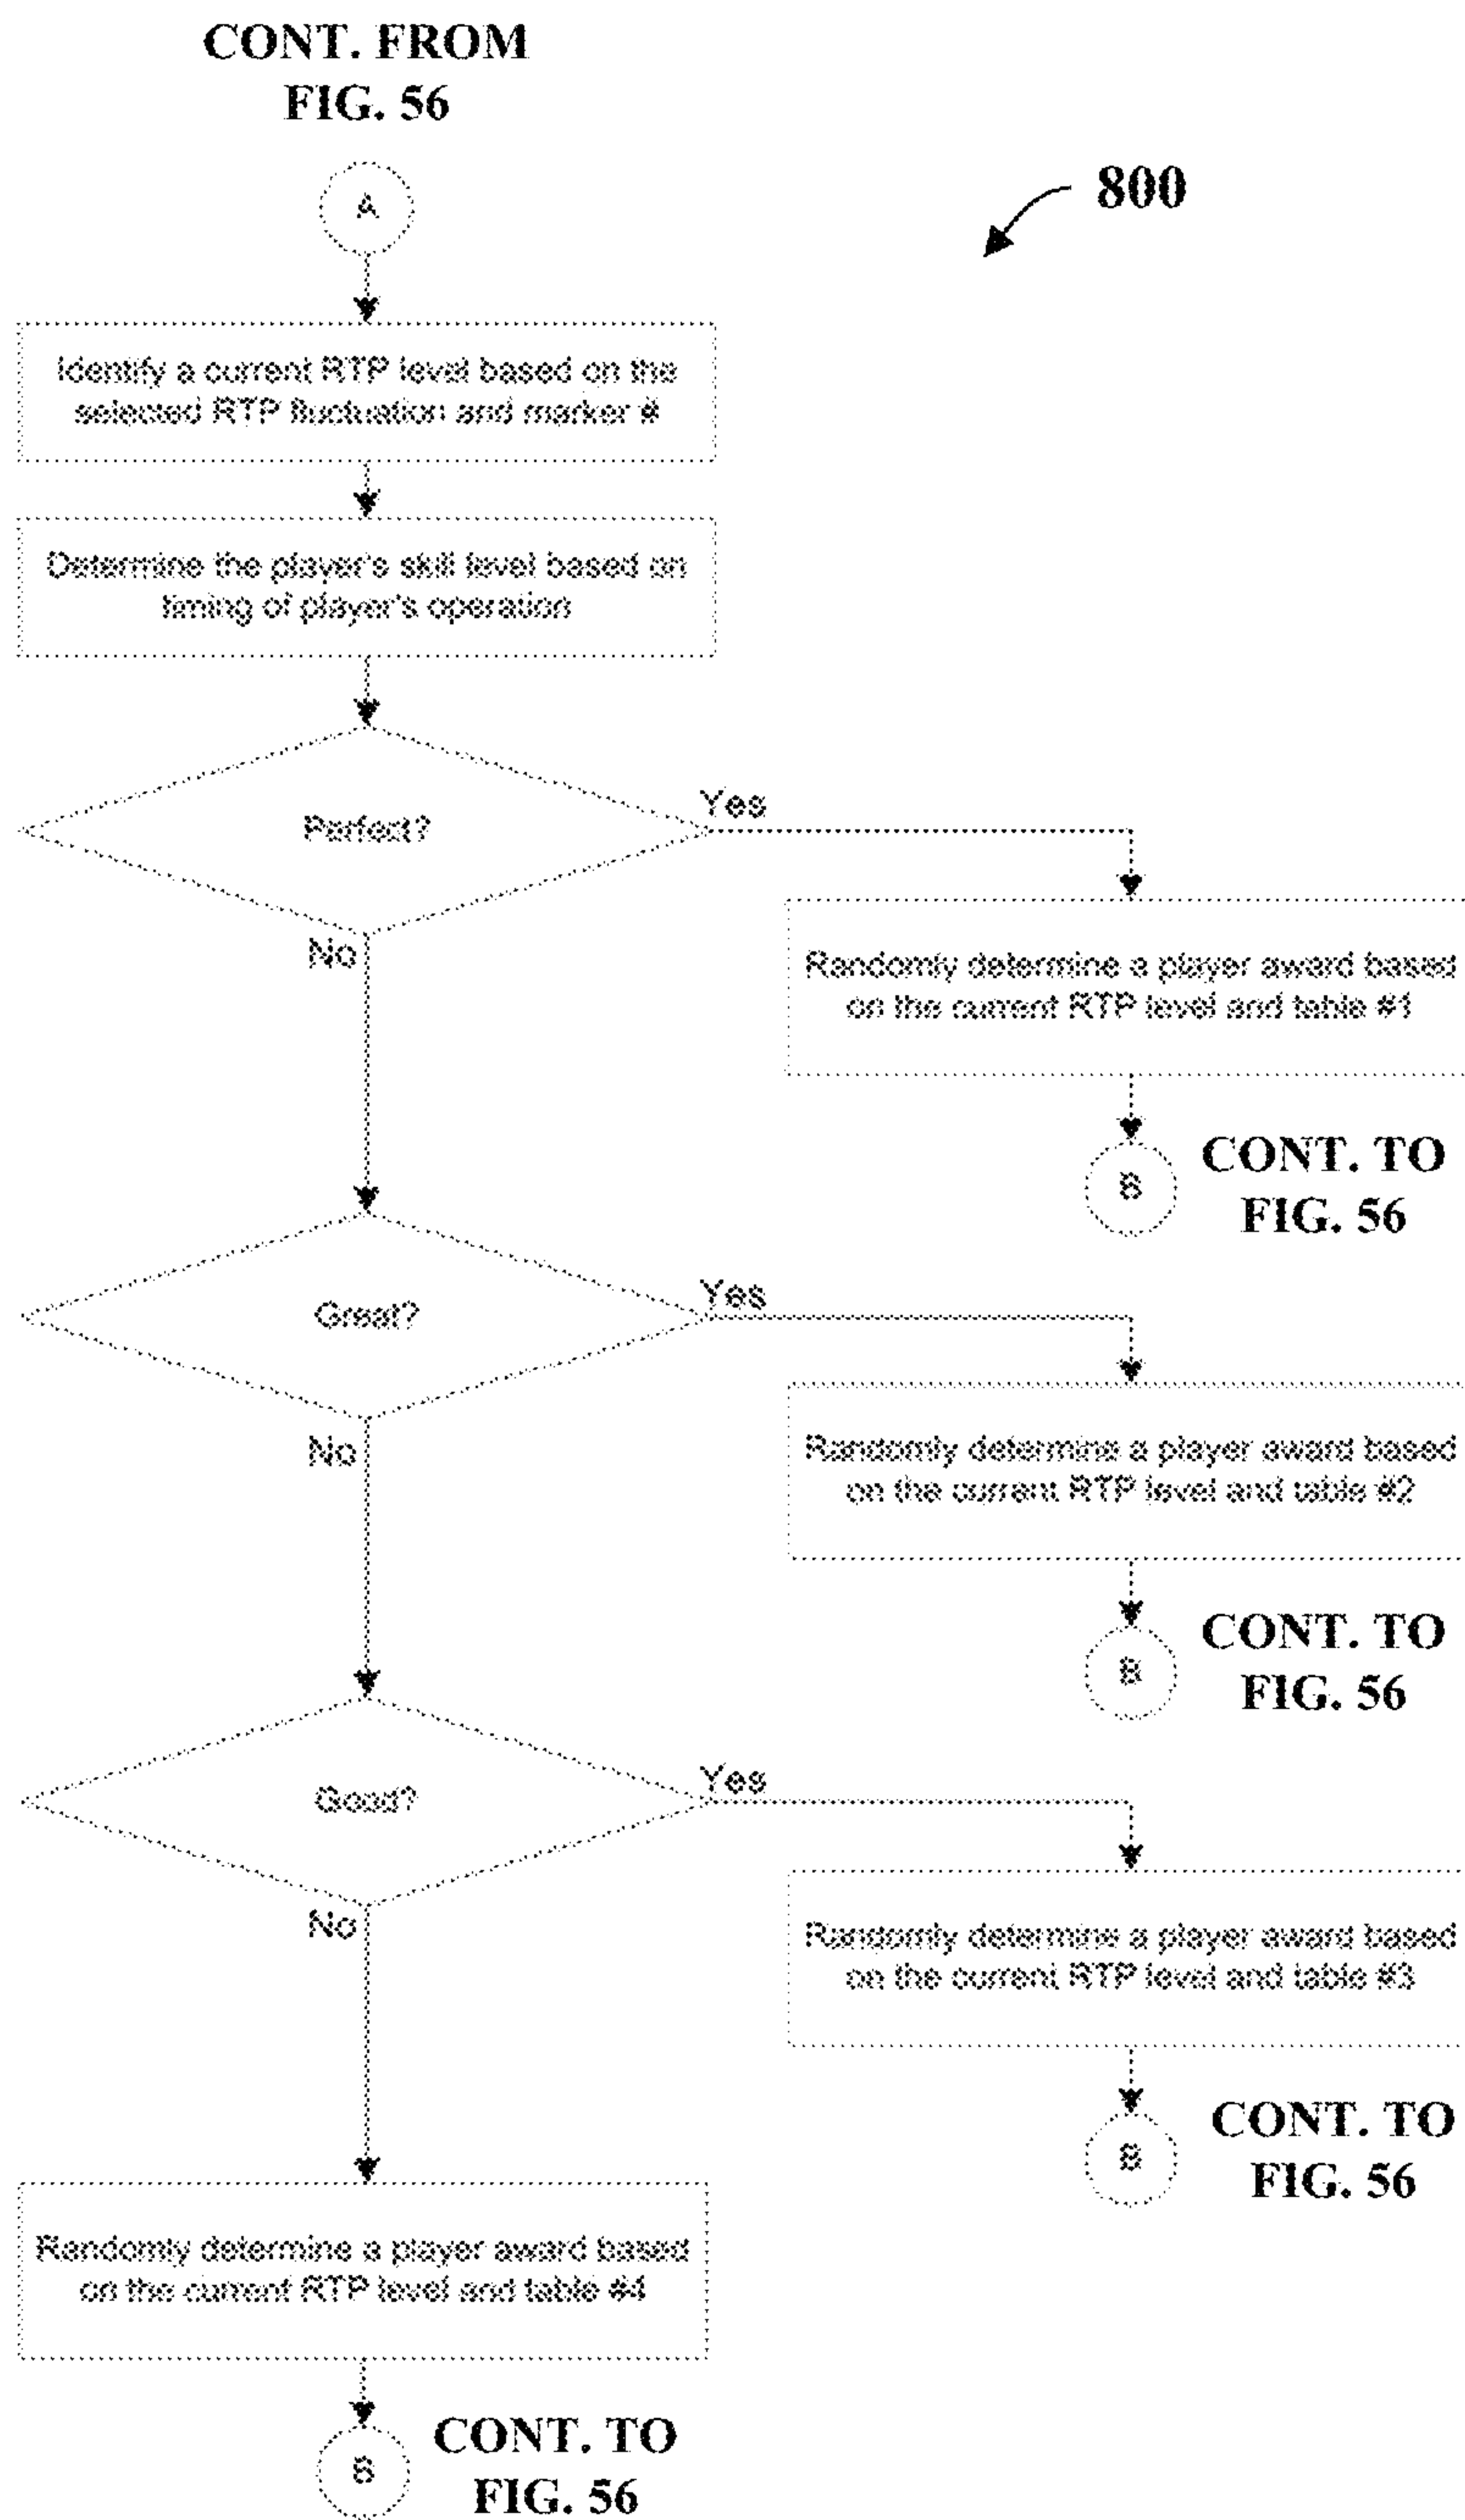 CONT. FROM
FIG. 56
A
800
Identify a current RTP level based on the
selected RTP fluctuation and marker #
Determine the player's skill level based on
timing of player's operation
Perfect?
Yes
No
Randomly determine a player award based
on the current RTP level and table #1
B
CONT. TO
FIG. 56
Great?
Yes
No
Randomly determine a player award based
on the current RTP level and table #2
B
CONT. TO
FIG. 56
Good?
Yes
No
Randomly determine a player award based
on the current RTP level and table #3
B
CONT. TO
FIG. 56
Randomly determine a player award based
on the current RTP level and table #4
B
CONT. TO
FIG. 56